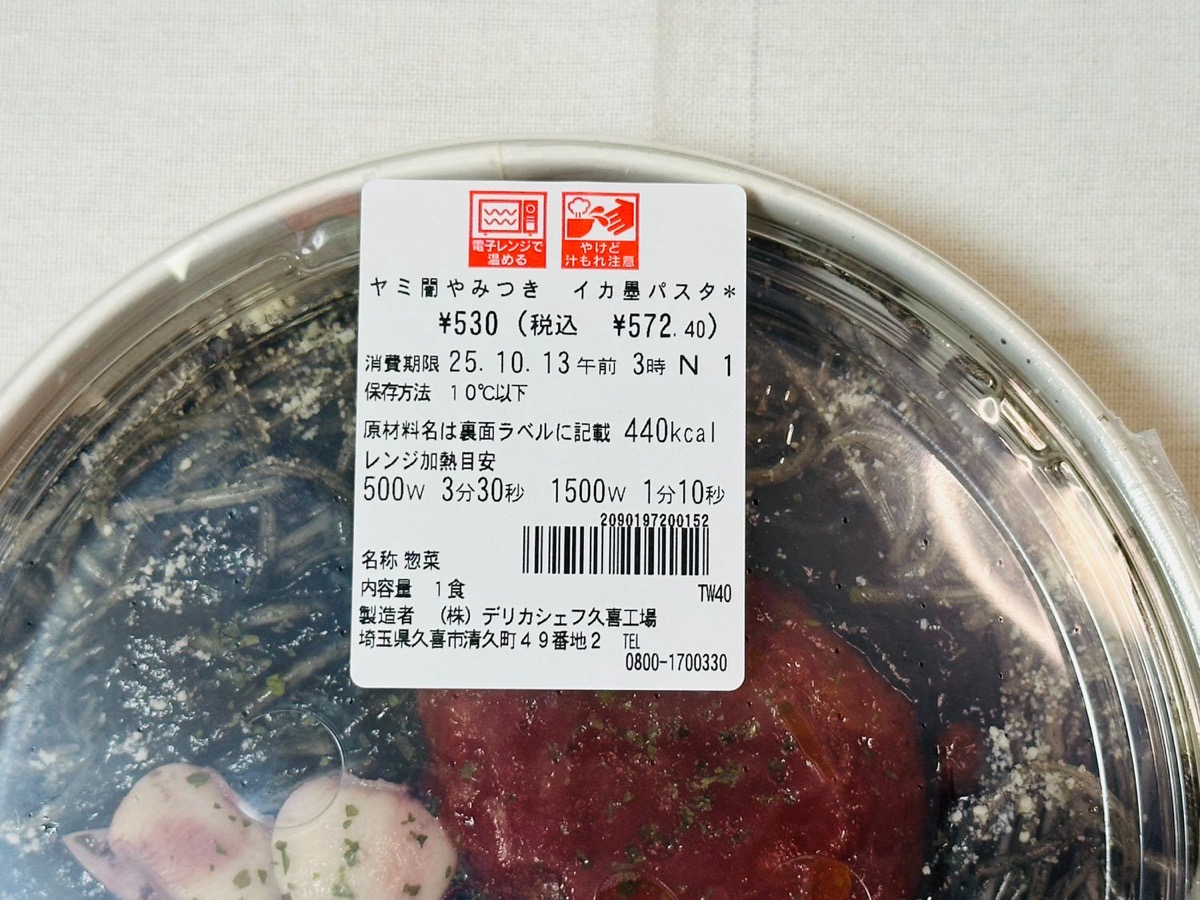 電子レンジで
温める
やけど
汁もれ注意
ヤミ闇やみつき　イカ墨パスタ*
¥530（税込　¥572.40）
消費期限 25.10.13午前 3時 N 1
保存方法　10℃以下
原材料名は裏面ラベルに記載 440kcal
レンジ加熱目安
500W 3分30秒　1500W 1分10秒
2090197200152
名称 惣菜
内容量　1食
TW40
製造者　（株）デリカシェフ久喜工場
埼玉県久喜市清久町49番地2　TEL
0800-1700330